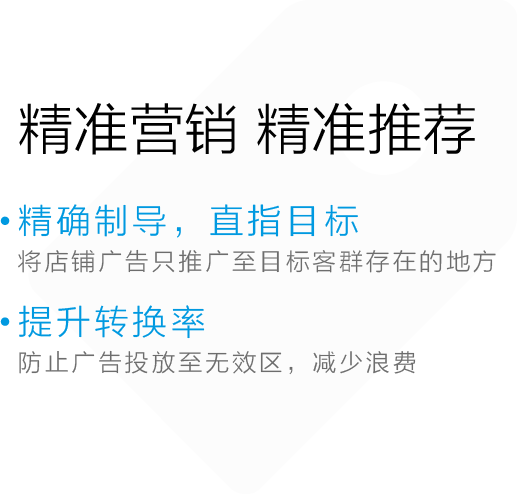 精准营销 精准推荐
•精确制导，直指目标
将店铺广告只推广至目标客群存在的地方
•提升转换率
防止广告投放至无效区，减少浪费